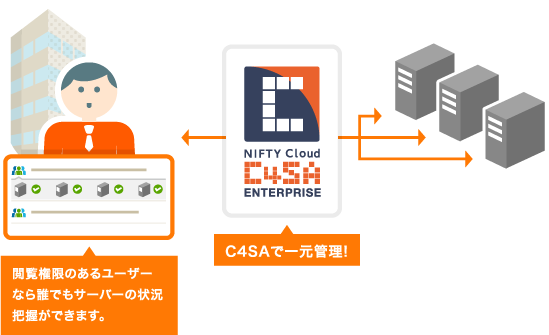 NIFTY Cloud
C4SA
ENTERPRISE
C4SAで一元管理!
閲覧権限のあるユーザー
なら誰でもサーバーの状況
把握ができます。